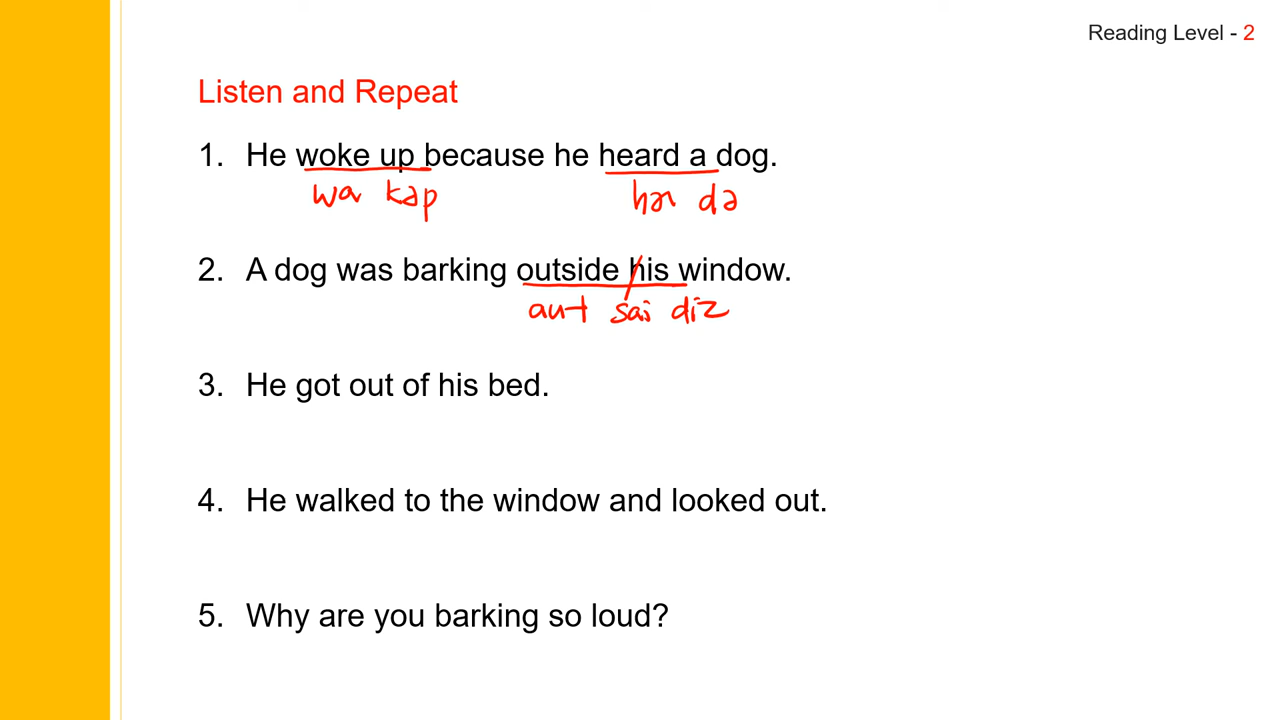 Reading Level - 2
Listen and Repeat
1. He woke up because he heard a dog.
wa kəp hɝ də
2. A dog was barking outside his window.
aut sai diz
3. He got out of his bed.
4. He walked to the window and looked out.
5. Why are you barking so loud?